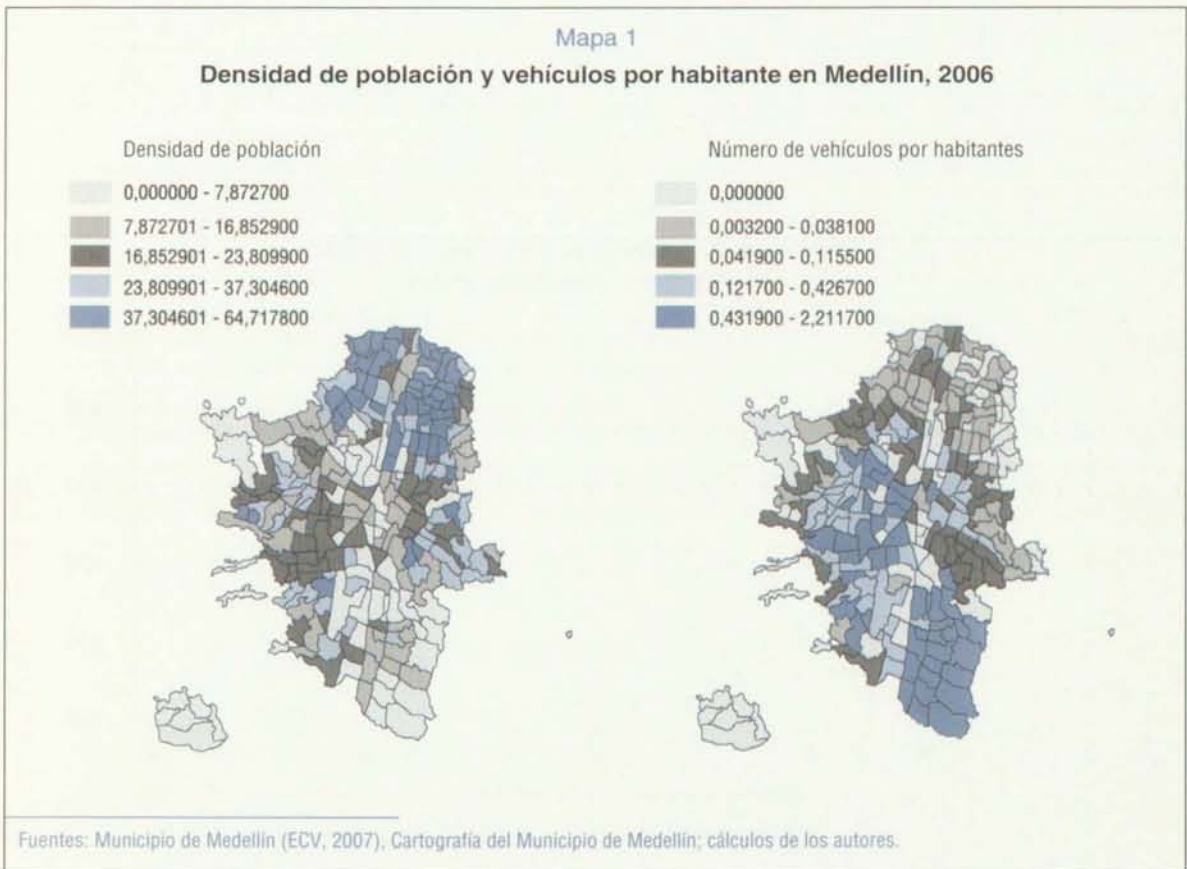 Mapa 1
Densidad de población y vehículos por habitante en Medellín, 2006
Densidad de población
0,000000 - 7,872700
7,872701 - 16,852900
16,852901 - 23,809900
23,809901 - 37,304600
37,304601 - 64,717800
Número de vehículos por habitantes
0,000000
0,003200 - 0,038100
0,041900 - 0,115500
0,121700 - 0,426700
0,431900 - 2,211700
Fuentes: Municipio de Medellín (ECV, 2007), Cartografía del Municipio de Medellín; cálculos de los autores.